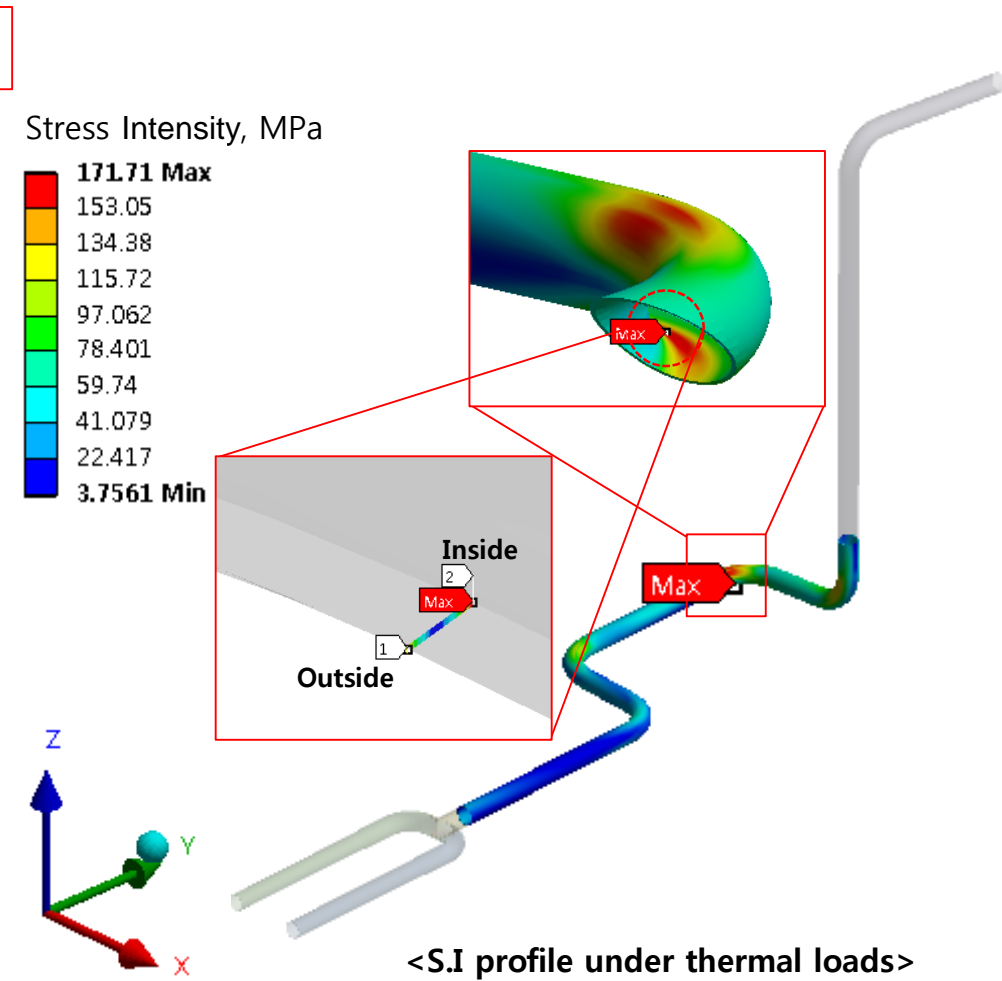 Stress Intensity, MPa
171.71 Max
153.05
134.38
115.72
97.062
78.401
59.74
41.079
22.417
3.7561 Min
Max
Inside
2
Max
1
Outside
Max
Z
Y
X
<S.I profile under thermal loads>